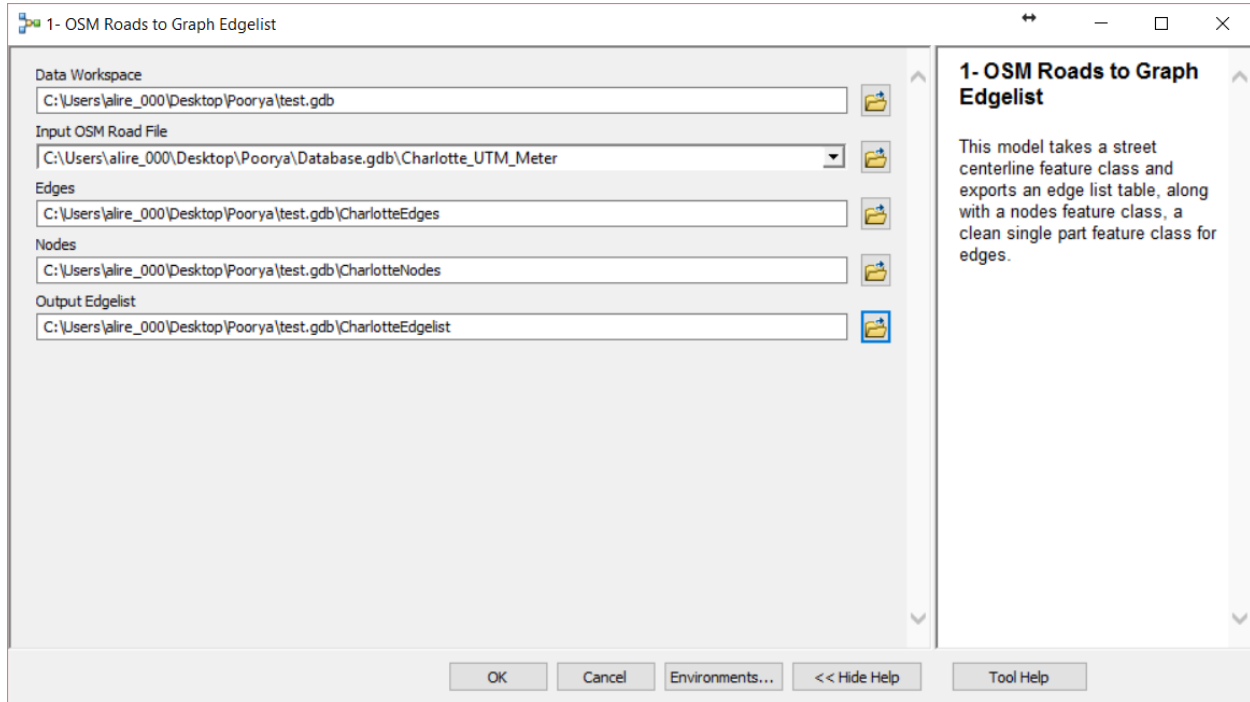 1- OSM Roads to Graph Edgelist
Data Workspace
C:\Users\alire_000\Desktop\Poorya\test.gdb
Input OSM Road File
C:\Users\alire_000\Desktop\Poorya\Database.gdb\Charlotte_UTM_Meter
Edges
C:\Users\alire_000\Desktop\Poorya\test.gdb\CharlotteEdges
Nodes
C:\Users\alire_000\Desktop\Poorya\test.gdb\CharlotteNodes
Output Edgelist
C:\Users\alire_000\Desktop\Poorya\test.gdb\CharlotteEdgelist
1- OSM Roads to Graph
Edgelist
This model takes a street
centerline feature class and
exports an edge list table, along
with a nodes feature class, a
clean single part feature class for
edges.
OK
Cancel
Environments...
<< Hide Help
Tool Help